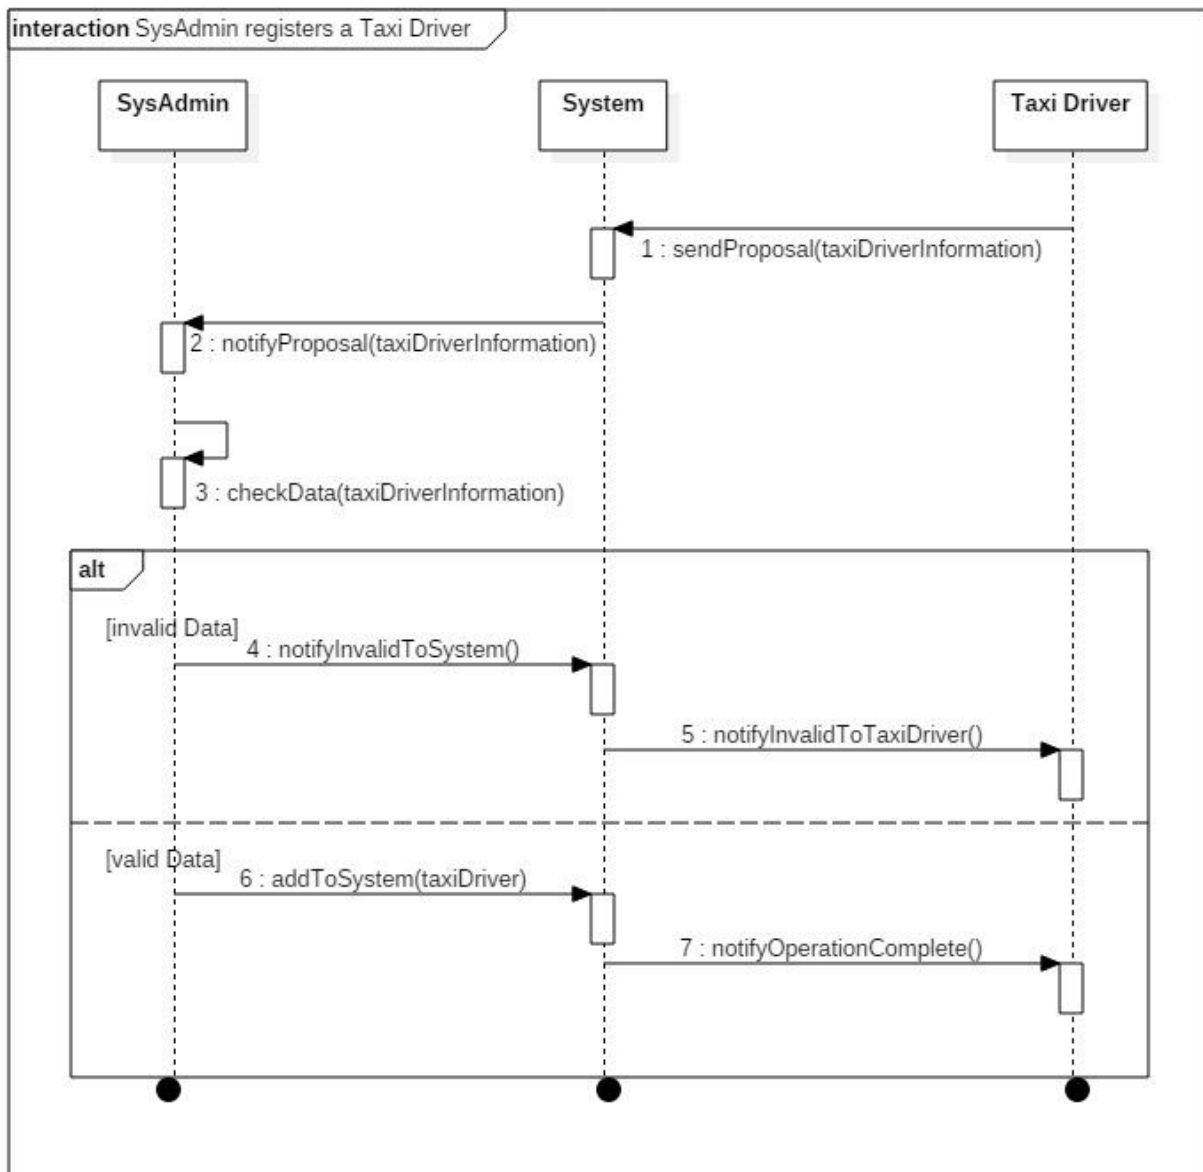 interaction SysAdmin registers a Taxi Driver
SysAdmin
System
Taxi Driver
1 : sendProposal(taxiDriverInformation)
2 : notifyProposal(taxiDriverInformation)
3 : checkData(taxiDriverInformation)
alt
[invalid Data]
4 : notifyInvalidToSystem()
5 : notifyInvalidToTaxiDriver()
[valid Data]
6 : addToSystem(taxiDriver)
7 : notifyOperationComplete()